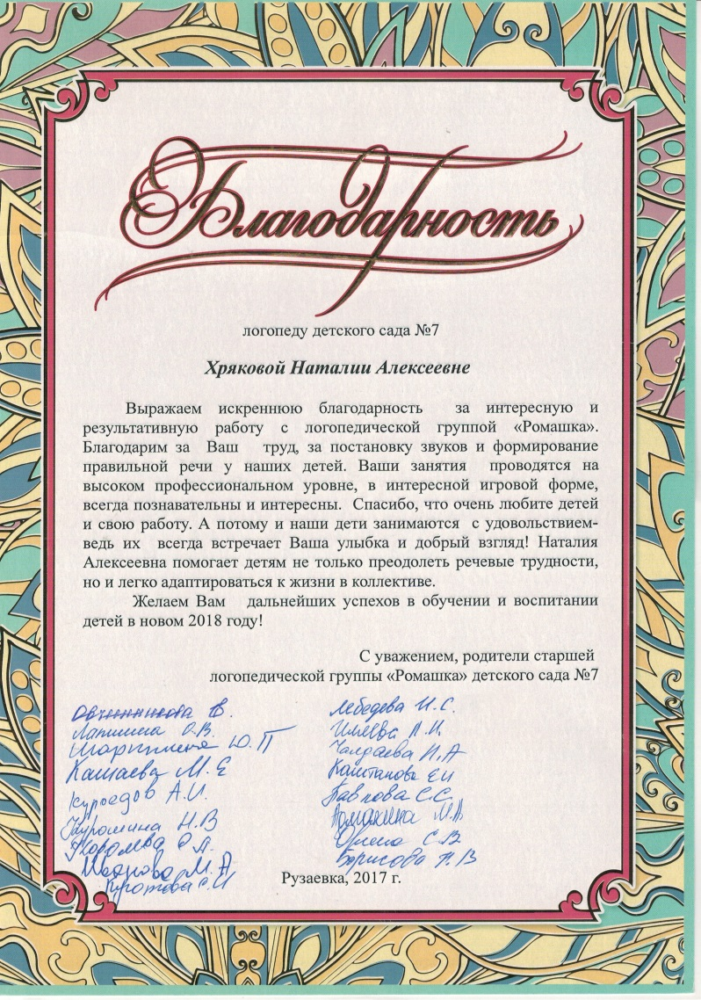 Благодарность
логопеду детского сада №7
Хряковой Наталии Алексеевне
Выражаем искреннюю благодарность за интересную и
результативную работу с логопедической группой «Ромашка».
Благодарим за Ваш труд, за постановку звуков и формирование
правильной речи у наших детей. Ваши занятия проводятся на
высоком профессиональном уровне, в интересной игровой форме,
всегда познавательны и интересны. Спасибо, что очень любите детей
и свою работу. А потому и наши дети занимаются с удовольствием-
ведь их всегда встречает Ваша улыбка и добрый взгляд! Наталия
Алексеевна помогает детям не только преодолеть речевые трудности,
но и легко адаптироваться к жизни в коллективе.
Желаем Вам дальнейших успехов в обучении и воспитании
детей в новом 2018 году!
С уважением, родители старшей
логопедической группы «Ромашка» детского сада №7
Овчинникова В.
Лапшина О.В.
Ю.П
Кашаева М.Е
Куроедов А.И.
Н.В
Королева
М.А
Кротова
Лебедева И.С.
Чалдаева И,А
Каштанова Е.И
Павлова С.С.
С.В
Борисова Н.В
Рузаевка, 2017 г.